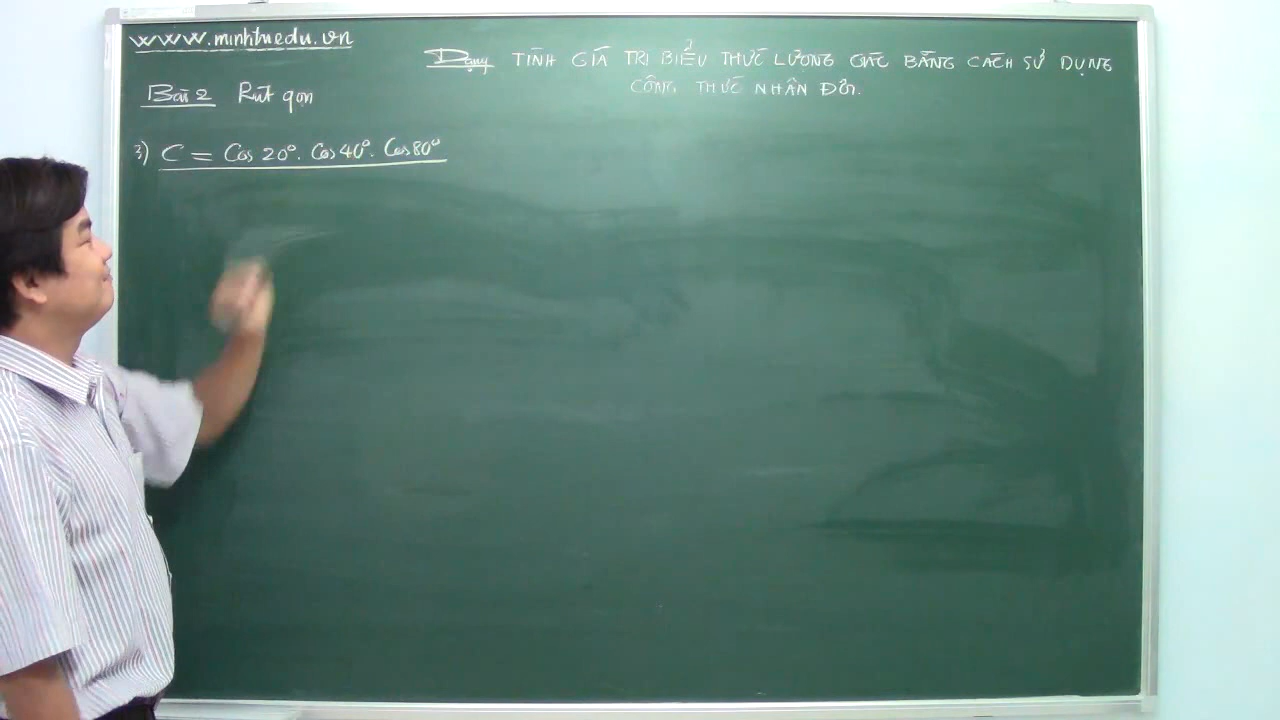 www.minhtuedu.vn
Dạng TÍNH GIÁ TRỊ BIỂU THỨC LƯỢNG GIÁC BẰNG CÁCH SỬ DỤNG
CÔNG THỨC NHÂN ĐÔI.
Bài 2 Rút gọn
3) C = Cos 20°. Cos 40°. Cos 80°